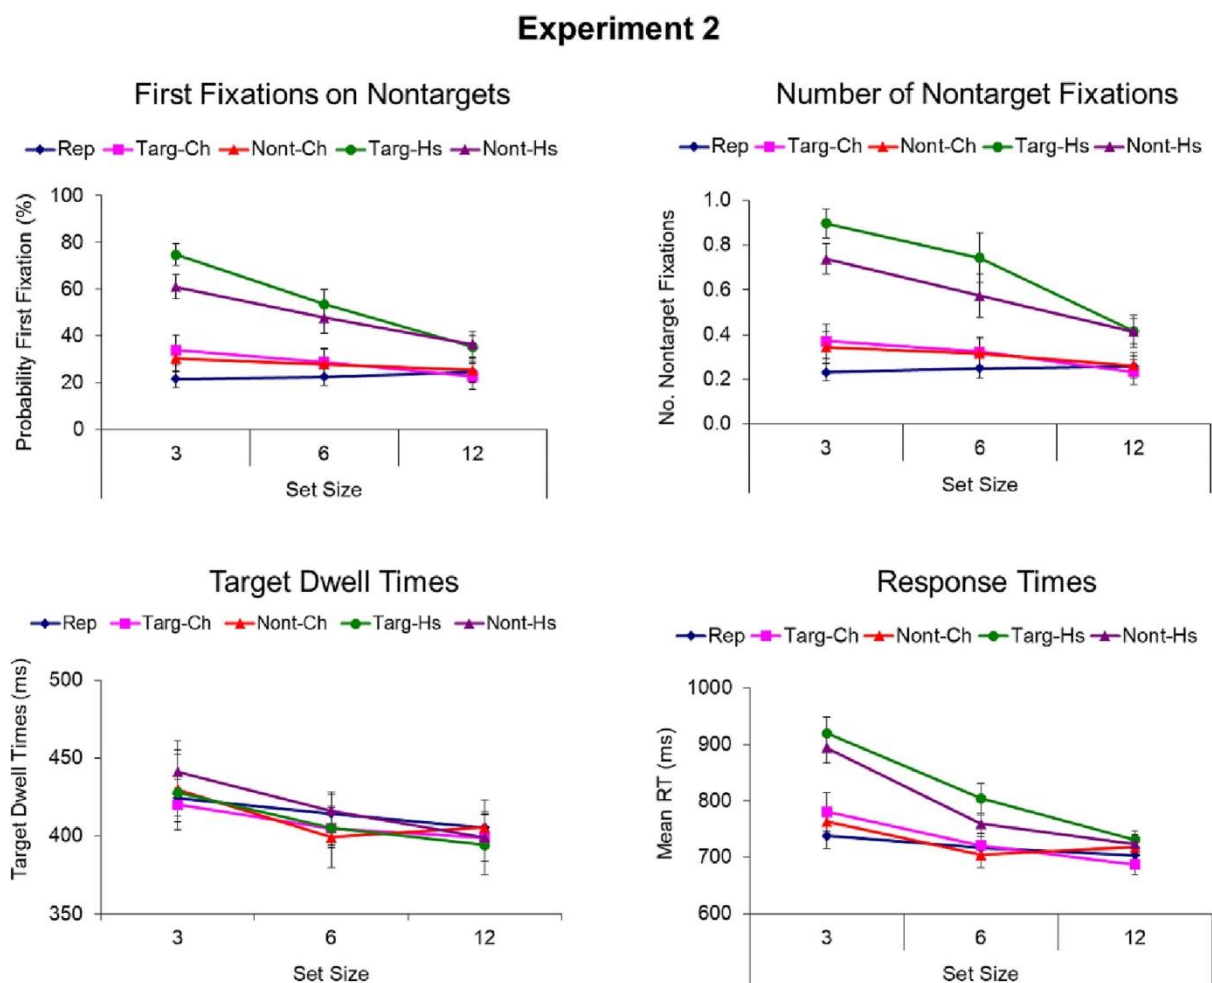 Experiment 2
First Fixations on Nontargets
Rep Targ-Ch Nont-Ch Targ-Hs Nont-Hs
Probability First Fixation (%)
100
80
60
40
20
0
3 6 12
Set Size
Number of Nontarget Fixations
Rep Targ-Ch Nont-Ch Targ-Hs Nont-Hs
No. Nontarget Fixations
1.0
0.8
0.6
0.4
0.2
0.0
3 6 12
Set Size
Target Dwell Times
Rep Targ-Ch Nont-Ch Targ-Hs Nont-Hs
Target Dwell Times (ms)
500
450
400
350
3 6 12
Set Size
Response Times
Rep Targ-Ch Nont-Ch Targ-Hs Nont-Hs
Mean RT (ms)
1000
900
800
700
600
3 6 12
Set Size